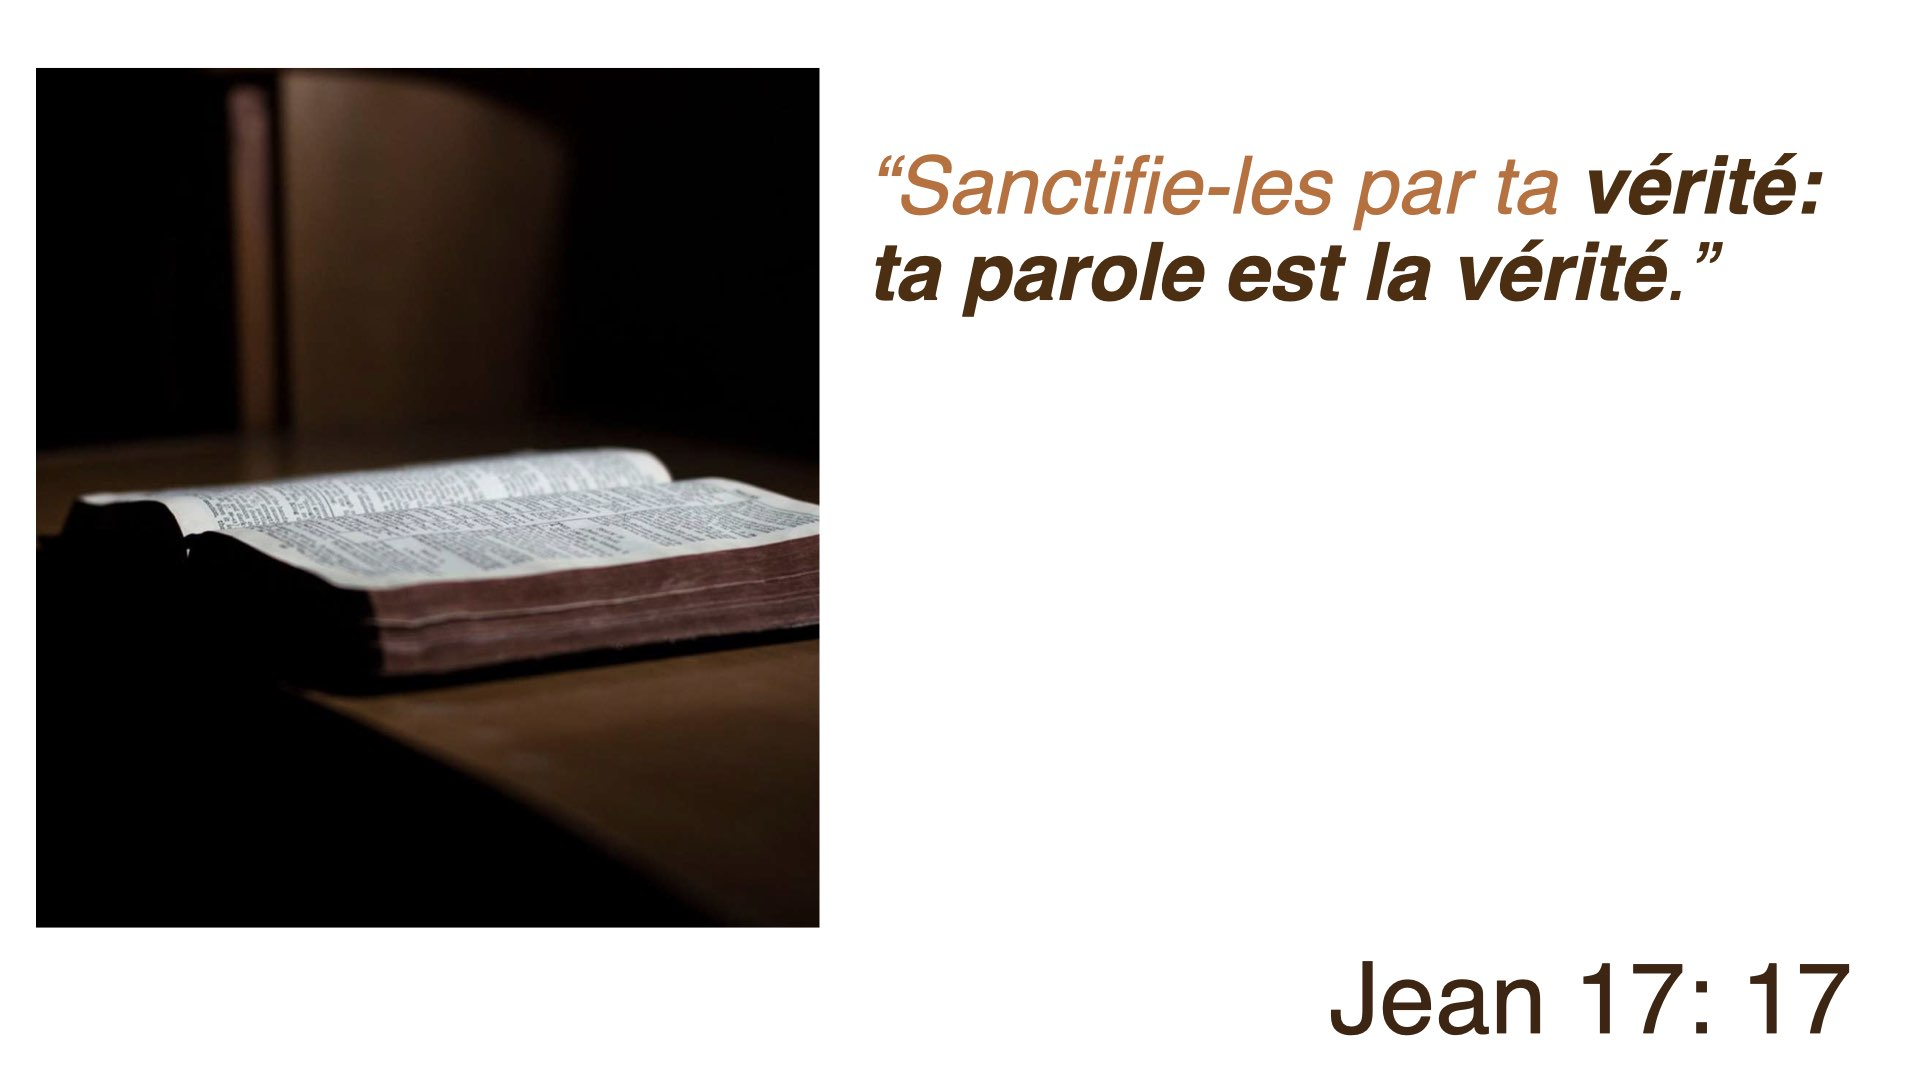 “Sanctifie-les par ta vérité:
ta parole est la vérité.”
Jean 17: 17